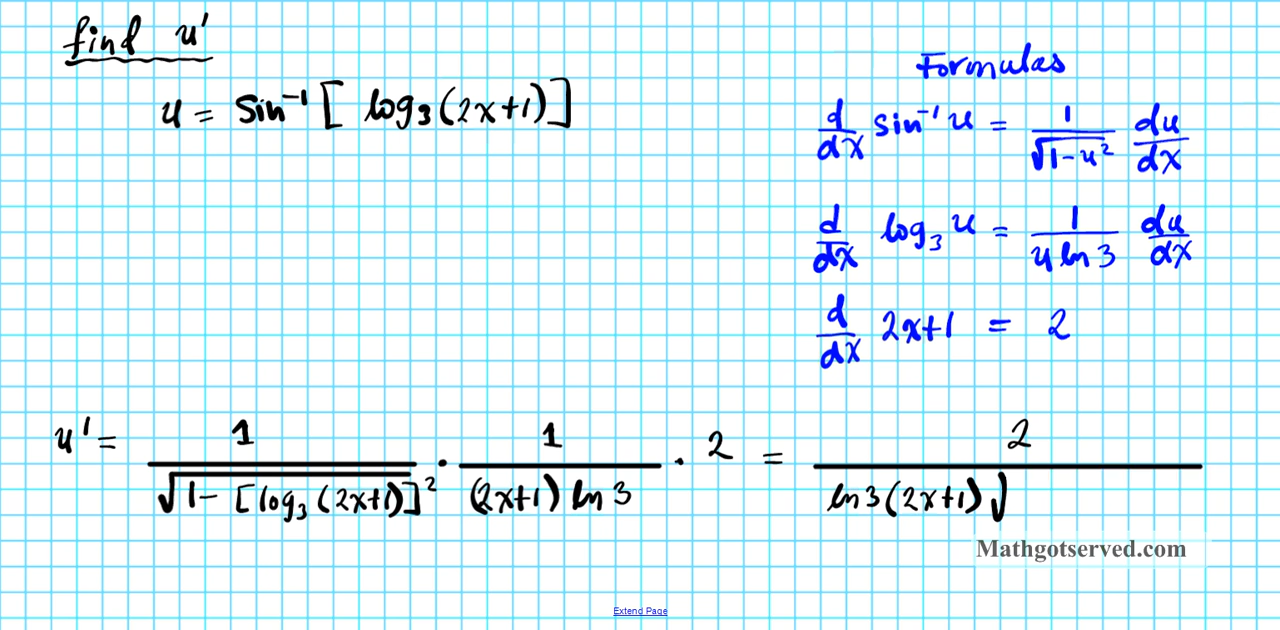 find u'
u = sin⁻¹[ log₃(2x+1)]
Formulas
d/dx sin⁻¹ u = 1/√(1-u²) du/dx
d/dx log₃ u = 1/(u ln 3) du/dx
d/dx 2x+1 = 2
u' = 1/√(1-[log₃(2x+1)]²) · 1/((2x+1) ln 3) · 2 = 2/(ln3(2x+1)√
Mathgotserved.com
Extend Page